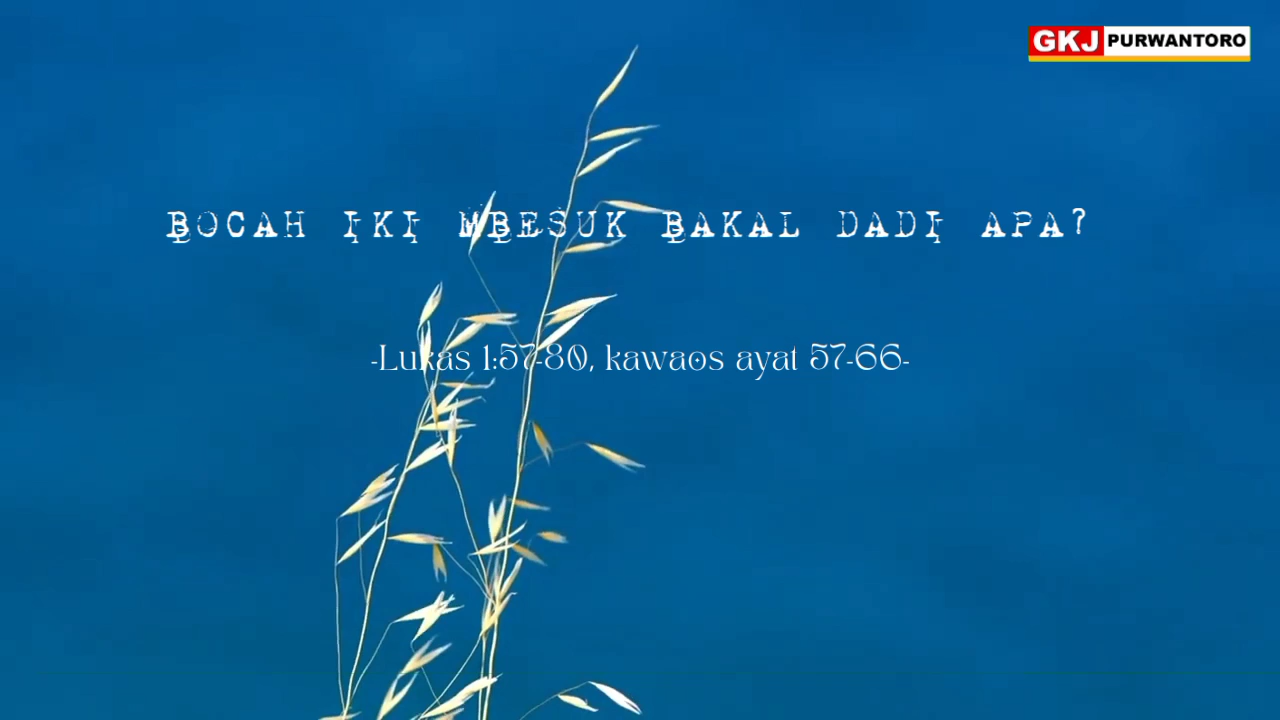 GKJ PURWANTORO
BOCAH IKI MBESUK BAKAL DADI APA?
-Lukas 1:57-80, kawaos ayat 57-66-